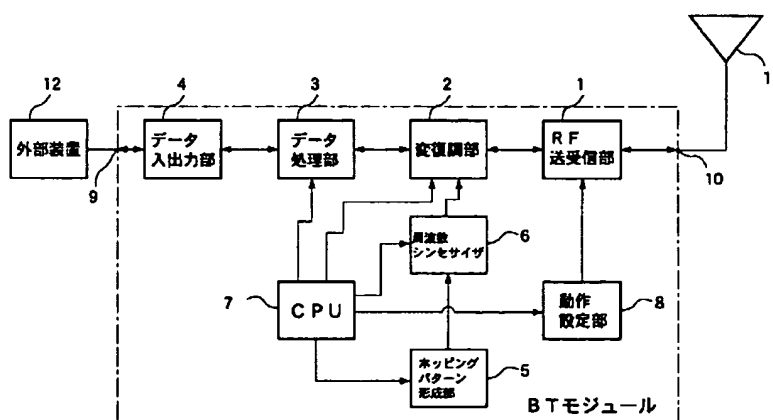 12
4
3
2
1
1
外部装置
データ
入出力部
データ
処理部
変復調部
RF
送受信部
9
10
周波数
シンセサイザ
6
7
CPU
動作
設定部
8
ホッピング
パターン
形成部
5
BTモジュール